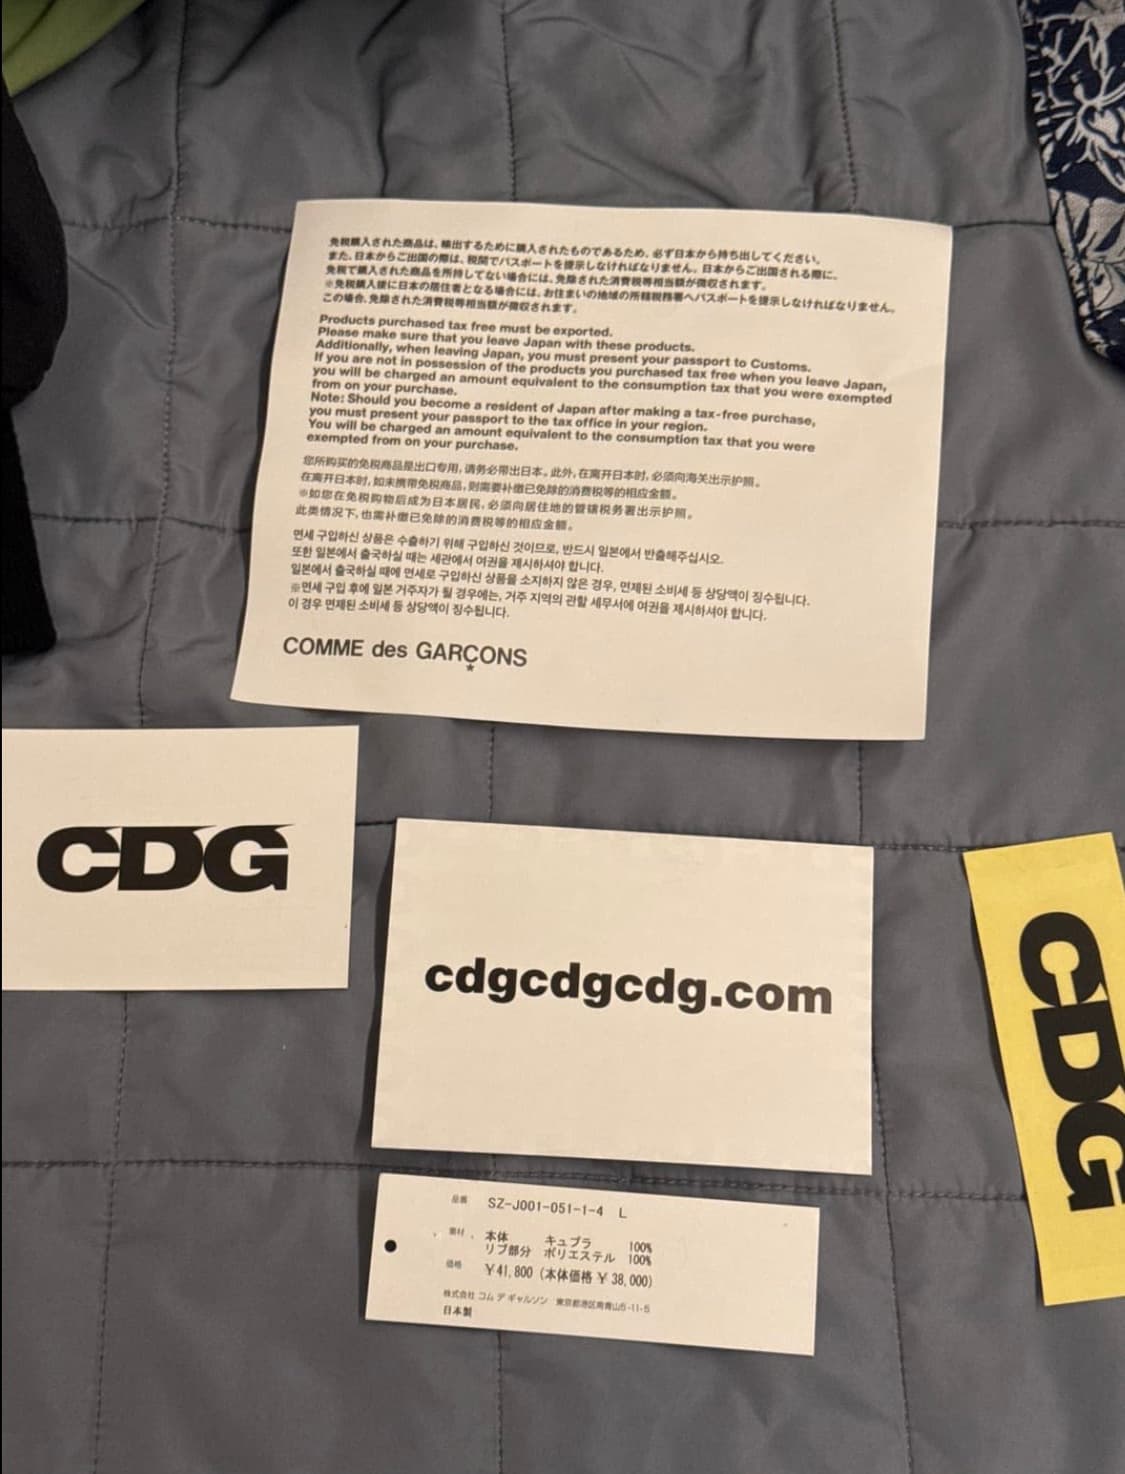 免税購入された商品は、輸出するために購入されたものであるため、必ず日本から持ち出してください。
また、日本からご出国の際は、税関でパスポートを提示しなければなりません。日本からご出国される際に、
免税で購入された商品を所持してない場合には、免除された消費税等相当額が徴収されます。
※免税購入後に日本の居住者となる場合には、お住まいの地域の所轄税務署へパスポートを提示しなければなりません。
この場合、免除された消費税等相当額が徴収されます。
Products purchased tax free must be exported.
Please make sure that you leave Japan with these products.
Additionally, when leaving Japan, you must present your passport to Customs.
If you are not in possession of the products you purchased tax free when you leave Japan,
you will be charged an amount equivalent to the consumption tax that you were exempted
from on your purchase.
Note: Should you become a resident of Japan after making a tax-free purchase,
you must present your passport to the tax office in your region.
You will be charged an amount equivalent to the consumption tax that you were
exempted from on your purchase.
您所购买的免税商品是出口专用，请务必带出日本。此外，在离开日本时，必须向海关出示护照。
在离开日本时，如未携带免税商品，则需要补缴已免除的消费税等的相应金额。
※如您在免税购物后成为日本居民，必须向居住地的管辖税务署出示护照。
此类情况下，也需补缴已免除的消费税等的相应金额。
면세 구입하신 상품은 수출하기 위해 구입하신 것이므로, 반드시 일본에서 반출해주십시오.
또한 일본에서 출국하실 때는 세관에서 여권을 제시하셔야 합니다.
일본에서 출국하실 때에 면세로 구입하신 상품을 소지하지 않은 경우, 면제된 소비세 등 상당액이 징수됩니다.
※면세 구입 후에 일본 거주자가 될 경우에는, 거주 지역의 관할 세무서에 여권을 제시하셔야 합니다.
이 경우 면제된 소비세 등 상당액이 징수됩니다.
COMME des GARÇONS
CDG
cdgcdgcdg.com
CDG
品番 SZ-J001-051-1-4 L
素材 本体 キュプラ 100%
リブ部分 ポリエステル 100%
価格 ¥41,800 (本体価格 ¥ 38,000)
株式会社 コム デ ギャルソン 東京都港区南青山5-11-5
日本製